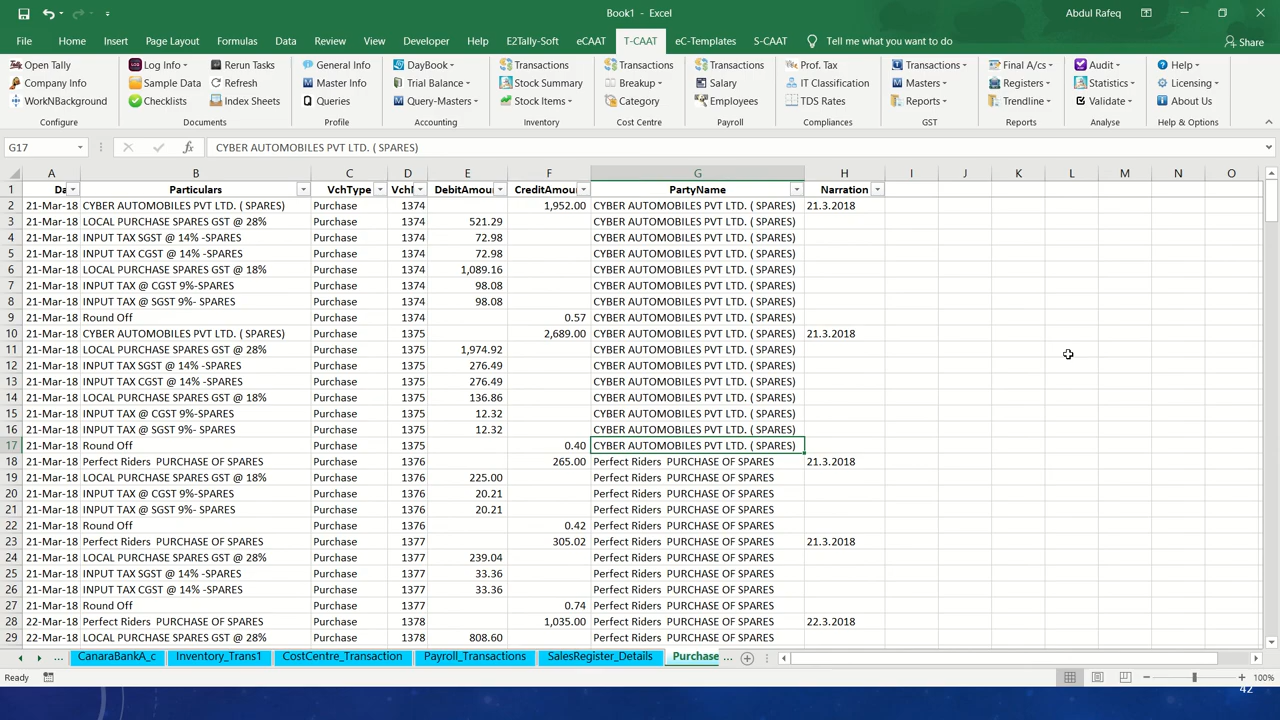 Book1 - Excel
Abdul Rafeq
File Home Insert Page Layout Formulas Data Review View Developer Help E2Tally-Soft eCAAT T-CAAT eC-Templates S-CAAT Tell me what you want to do Share
Open Tally Log Info Rerun Tasks General Info DayBook Transactions Transactions Transactions Prof. Tax Transactions Final A/cs Audit Help
Company Info Sample Data Refresh Master Info Trial Balance Stock Summary Breakup Salary IT Clasification Masters Registers Statistics Licensing
WorkNBackground Checklists Index Sheets Queries Query-Masters Stock Items Category Employees TDS Rates Reports Trendline Validate About Us
Configure Documents Profile Accounting Inventory Cost Centre Payroll Compliances GST Reports Analyse Help & Options
G17 fx CYBER AUTOMOBILES PVT LTD. ( SPARES)
A B C D E F G H I J K L M N O
1 Da Particulars VchType VchN DebitAmoun CreditAmoun PartyName Narration
2 21-Mar-18 CYBER AUTOMOBILES PVT LTD. ( SPARES) Purchase 1374 1,952.00 CYBER AUTOMOBILES PVT LTD. ( SPARES) 21.3.2018
3 21-Mar-18 LOCAL PURCHASE SPARES GST @ 28% Purchase 1374 521.29 CYBER AUTOMOBILES PVT LTD. ( SPARES)
4 21-Mar-18 INPUT TAX SGST @ 14% -SPARES Purchase 1374 72.98 CYBER AUTOMOBILES PVT LTD. ( SPARES)
5 21-Mar-18 INPUT TAX CGST @ 14% -SPARES Purchase 1374 72.98 CYBER AUTOMOBILES PVT LTD. ( SPARES)
6 21-Mar-18 LOCAL PURCHASE SPARES GST @ 18% Purchase 1374 1,089.16 CYBER AUTOMOBILES PVT LTD. ( SPARES)
7 21-Mar-18 INPUT TAX @ CGST 9%-SPARES Purchase 1374 98.08 CYBER AUTOMOBILES PVT LTD. ( SPARES)
8 21-Mar-18 INPUT TAX @ SGST 9%- SPARES Purchase 1374 98.08 CYBER AUTOMOBILES PVT LTD. ( SPARES)
9 21-Mar-18 Round Off Purchase 1374 0.57 CYBER AUTOMOBILES PVT LTD. ( SPARES)
10 21-Mar-18 CYBER AUTOMOBILES PVT LTD. ( SPARES) Purchase 1375 2,689.00 CYBER AUTOMOBILES PVT LTD. ( SPARES) 21.3.2018
11 21-Mar-18 LOCAL PURCHASE SPARES GST @ 28% Purchase 1375 1,974.92 CYBER AUTOMOBILES PVT LTD. ( SPARES)
12 21-Mar-18 INPUT TAX SGST @ 14% -SPARES Purchase 1375 276.49 CYBER AUTOMOBILES PVT LTD. ( SPARES)
13 21-Mar-18 INPUT TAX CGST @ 14% -SPARES Purchase 1375 276.49 CYBER AUTOMOBILES PVT LTD. ( SPARES)
14 21-Mar-18 LOCAL PURCHASE SPARES GST @ 18% Purchase 1375 136.86 CYBER AUTOMOBILES PVT LTD. ( SPARES)
15 21-Mar-18 INPUT TAX @ CGST 9%-SPARES Purchase 1375 12.32 CYBER AUTOMOBILES PVT LTD. ( SPARES)
16 21-Mar-18 INPUT TAX @ SGST 9%- SPARES Purchase 1375 12.32 CYBER AUTOMOBILES PVT LTD. ( SPARES)
17 21-Mar-18 Round Off Purchase 1375 0.40 CYBER AUTOMOBILES PVT LTD. ( SPARES)
18 21-Mar-18 Perfect Riders PURCHASE OF SPARES Purchase 1376 265.00 Perfect Riders PURCHASE OF SPARES 21.3.2018
19 21-Mar-18 LOCAL PURCHASE SPARES GST @ 18% Purchase 1376 225.00 Perfect Riders PURCHASE OF SPARES
20 21-Mar-18 INPUT TAX @ CGST 9%-SPARES Purchase 1376 20.21 Perfect Riders PURCHASE OF SPARES
21 21-Mar-18 INPUT TAX @ SGST 9%- SPARES Purchase 1376 20.21 Perfect Riders PURCHASE OF SPARES
22 21-Mar-18 Round Off Purchase 1376 0.42 Perfect Riders PURCHASE OF SPARES
23 21-Mar-18 Perfect Riders PURCHASE OF SPARES Purchase 1377 305.02 Perfect Riders PURCHASE OF SPARES 21.3.2018
24 21-Mar-18 LOCAL PURCHASE SPARES GST @ 28% Purchase 1377 239.04 Perfect Riders PURCHASE OF SPARES
25 21-Mar-18 INPUT TAX SGST @ 14% -SPARES Purchase 1377 33.36 Perfect Riders PURCHASE OF SPARES
26 21-Mar-18 INPUT TAX CGST @ 14% -SPARES Purchase 1377 33.36 Perfect Riders PURCHASE OF SPARES
27 21-Mar-18 Round Off Purchase 1377 0.74 Perfect Riders PURCHASE OF SPARES
28 22-Mar-18 Perfect Riders PURCHASE OF SPARES Purchase 1378 1,035.00 Perfect Riders PURCHASE OF SPARES 22.3.2018
29 22-Mar-18 LOCAL PURCHASE SPARES GST @ 28% Purchase 1378 808.60 Perfect Riders PURCHASE OF SPARES
... CanaraBankA_c Inventory_Trans1 CostCentre_Transaction Payroll_Transactions SalesRegister_Details Purchase ...
Ready 100%
42